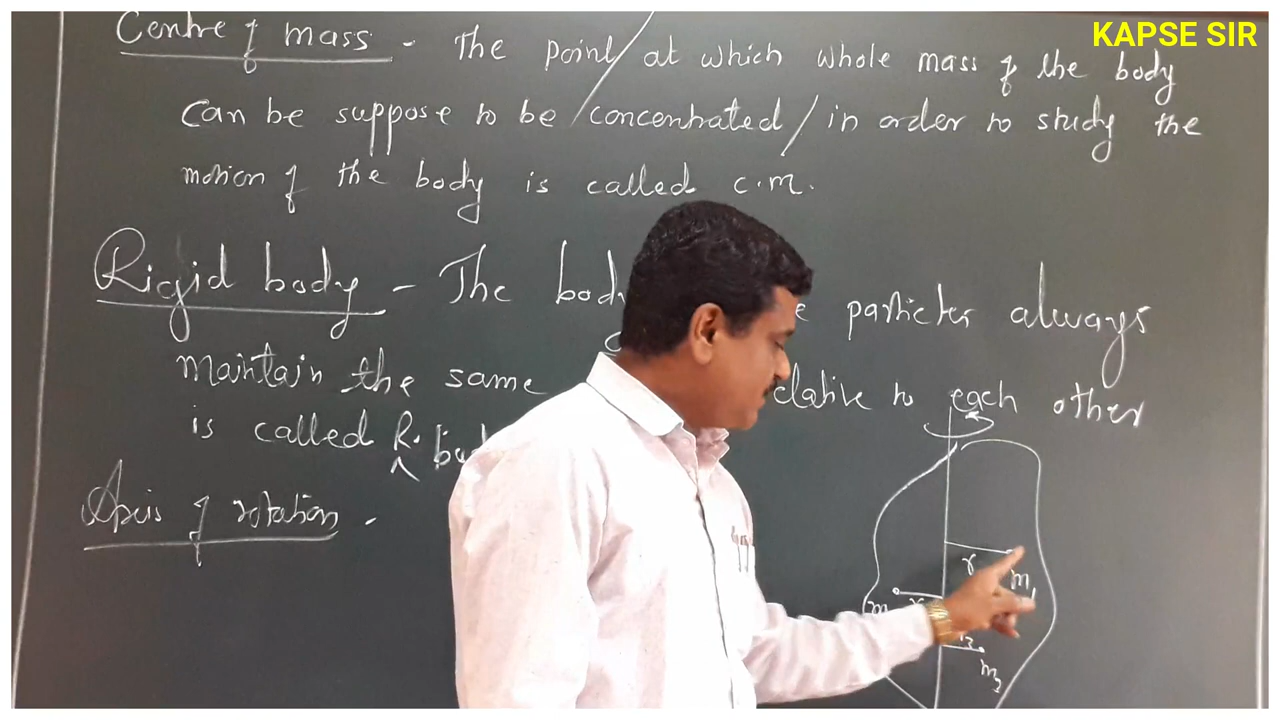 KAPSE SIR
Centre of mass - The point at which whole mass of the body
Can be suppose to be concentrated in order to study the
motion of the body is called C.M.
Rigid body - The body particles always
maintain the same relative to each other
is called R. body
Axis of rotation -
r
m1
m
r2
m3